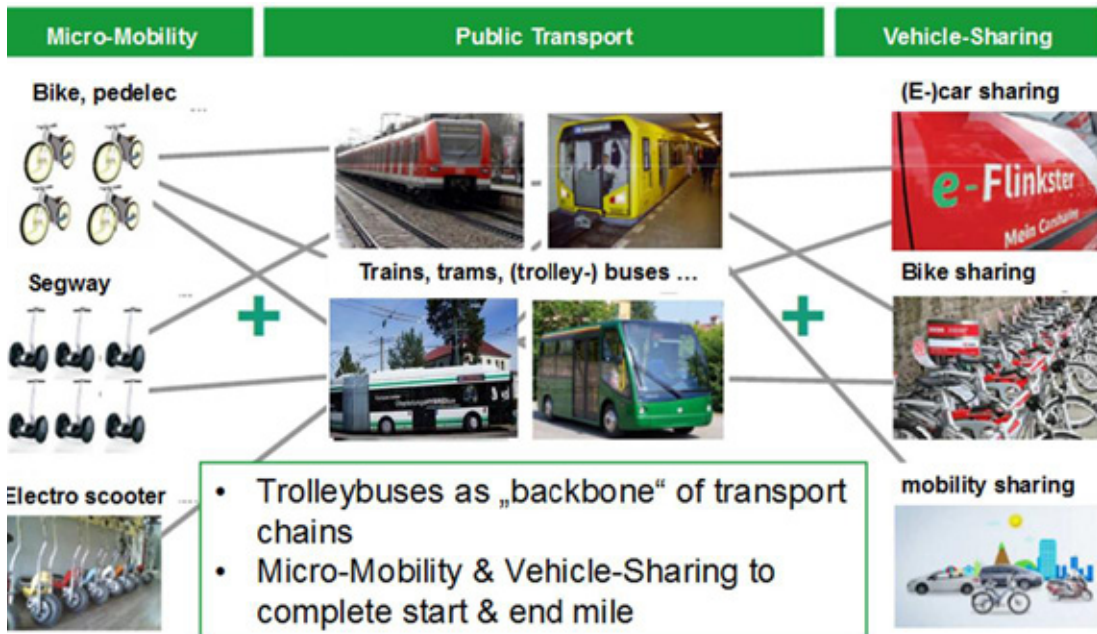 Micro-Mobility
Public Transport
Vehicle-Sharing
Bike, pedelec ...
(E-)car sharing
e-Flinkster
Mein Carsharing
Trains, trams, (trolley-) buses ...
Segway ...
Bike sharing
+
+
Electro scooter ...
mobility sharing
• Trolleybuses as „backbone“ of transport
chains
• Micro-Mobility & Vehicle-Sharing to
complete start & end mile